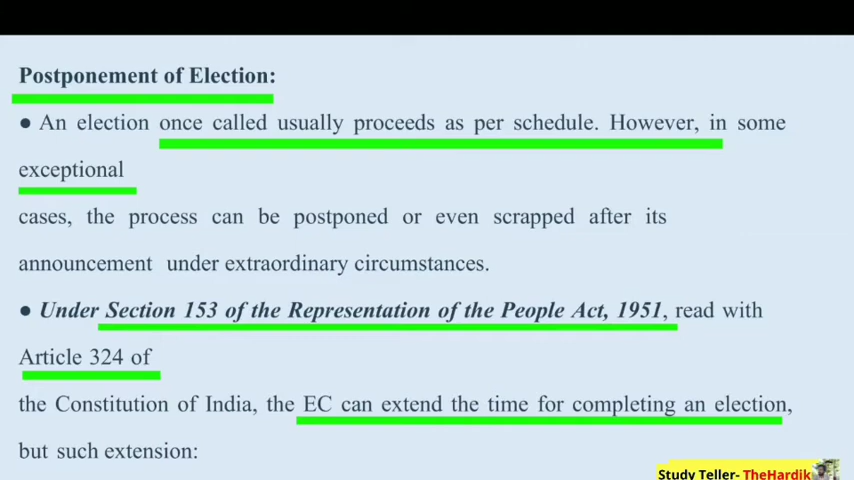 Postponement of Election:
● An election once called usually proceeds as per schedule. However, in some
exceptional
cases, the process can be postponed or even scrapped after its
announcement under extraordinary circumstances.
● Under Section 153 of the Representation of the People Act, 1951, read with
Article 324 of
the Constitution of India, the EC can extend the time for completing an election,
but such extension:
Study Teller- TheHardik